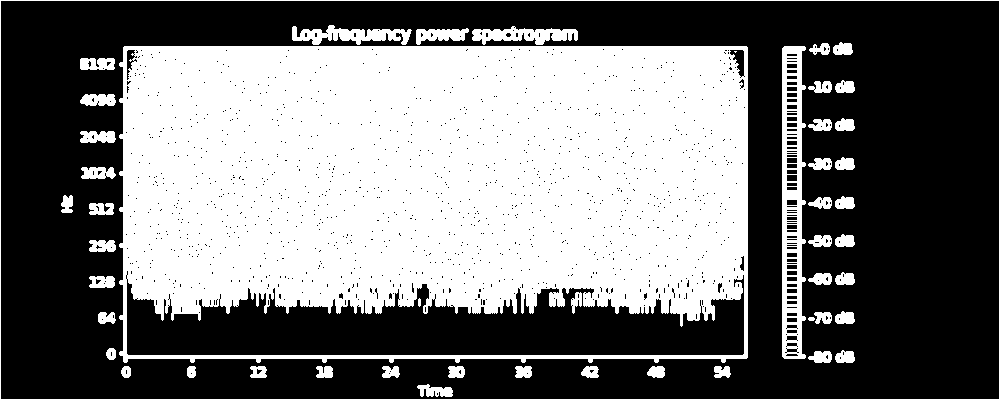 Log-frequency power spectrogram
+0 dB
8192
-10 dB
4096
-20 dB
2048
-30 dB
1024
-40 dB
512
Hz
-50 dB
256
-60 dB
128
-70 dB
64
-80 dB
0
0 6 12 18 24 30 36 42 48 54
Time